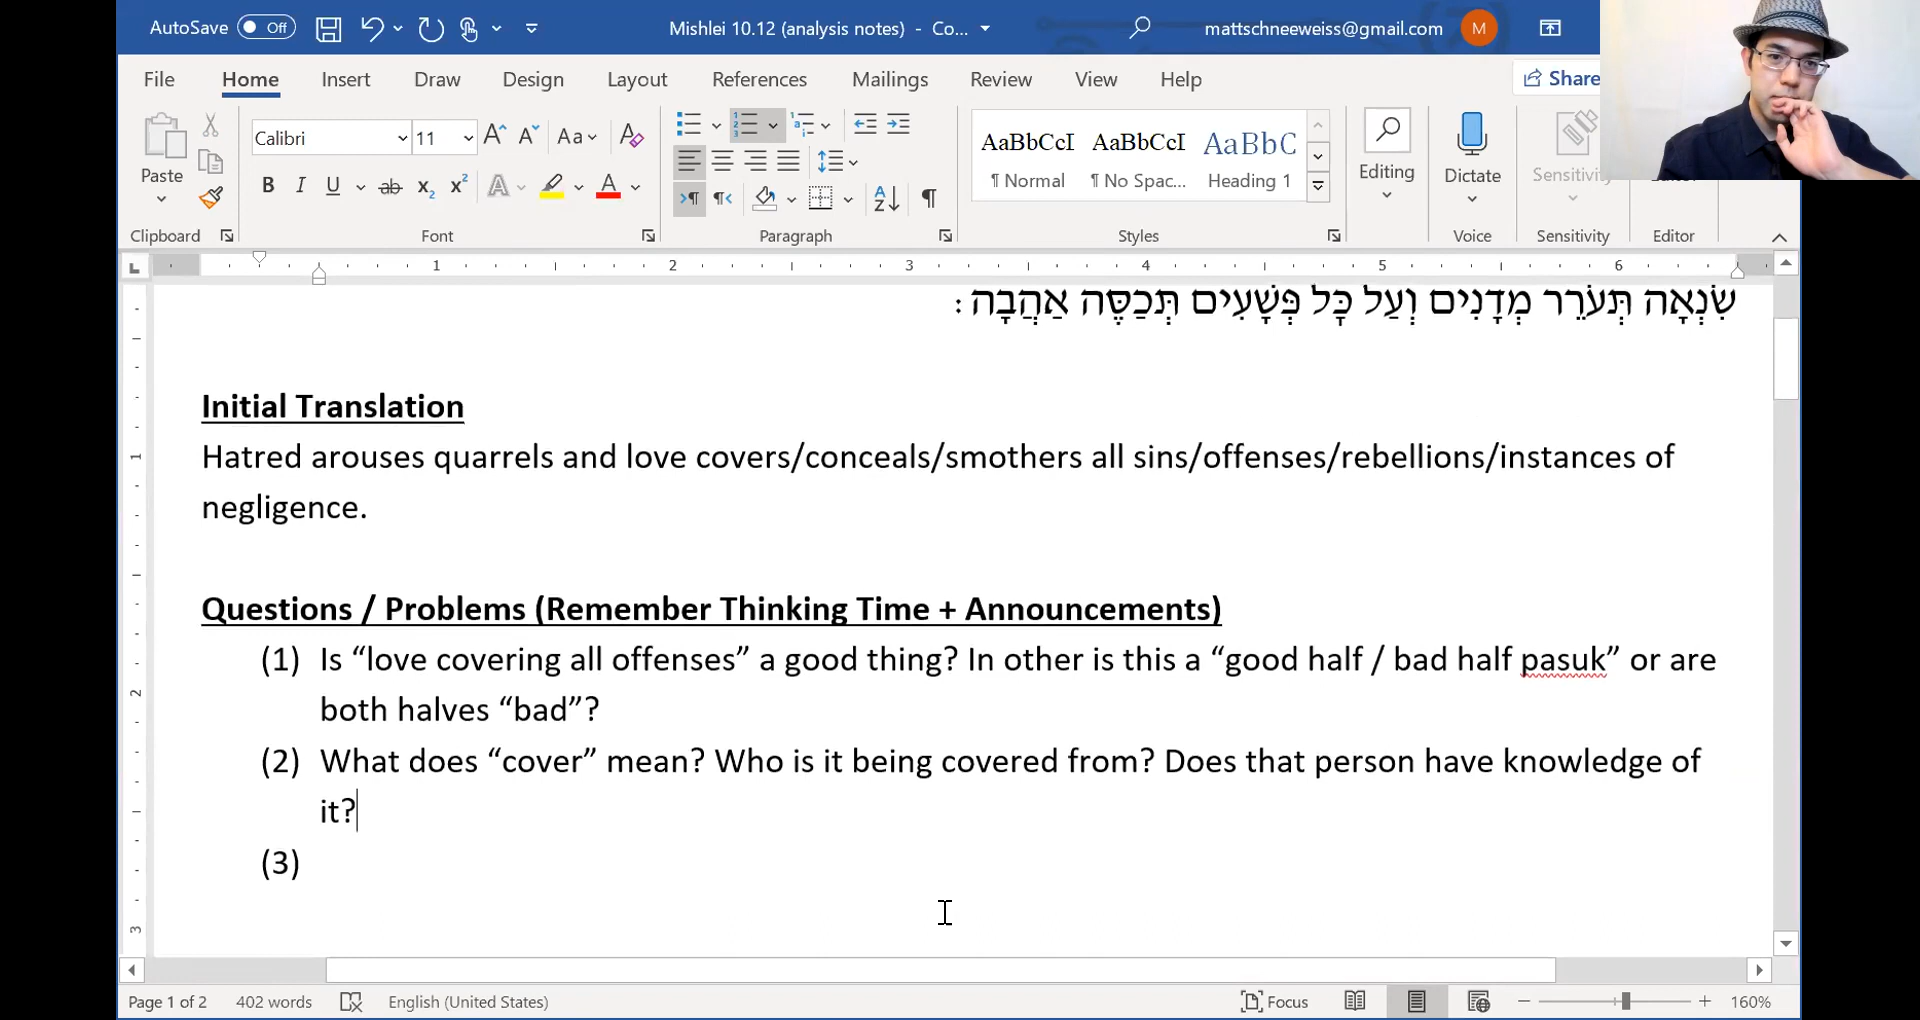 AutoSave Off Mishlei 10.12 (analysis notes) - Co... mattschneeweiss@gmail.com M
File Home Insert Draw Design Layout References Mailings Review View Help Share
Paste Calibri 11 Aa AaBbCcI AaBbCcI AaBbC Editing Dictate Sensitivity
¶ Normal ¶ No Spac... Heading 1
Clipboard Font Paragraph Styles Voice Sensitivity Editor
1 2 3 4 5 6
שִׂנְאָה תְּעֹרֵר מְדָנִים וְעַל כָּל פְּשָׁעִים תְּכַסֶּה אַהֲבָה:
Initial Translation
Hatred arouses quarrels and love covers/conceals/smothers all sins/offenses/rebellions/instances of
negligence.
Questions / Problems (Remember Thinking Time + Announcements)
(1) Is “love covering all offenses” a good thing? In other is this a “good half / bad half pasuk” or are
both halves “bad”?
(2) What does “cover” mean? Who is it being covered from? Does that person have knowledge of
it?
(3)
Page 1 of 2 402 words English (United States) Focus 160%